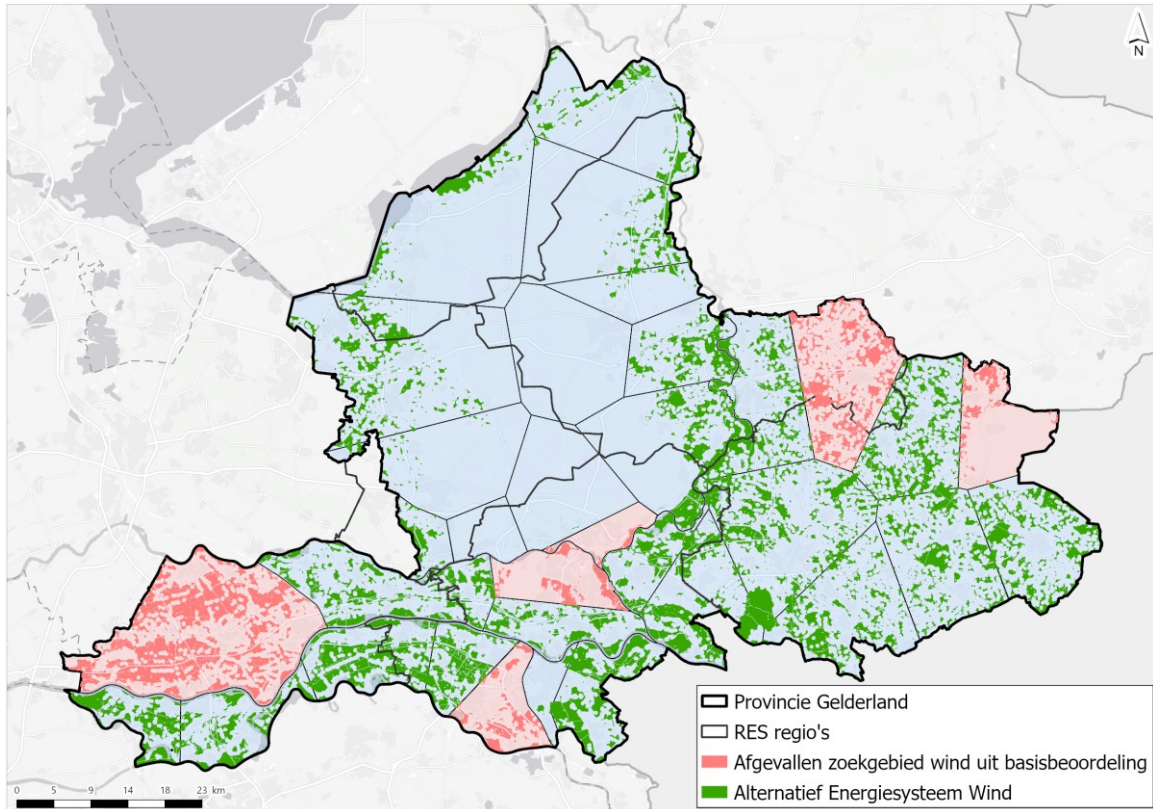 N
Provincie Gelderland
RES regio's
Afgevallen zoekgebied wind uit basisbeoordeling
Alternatief Energiesysteem Wind
0 5 9 14 18 23 km